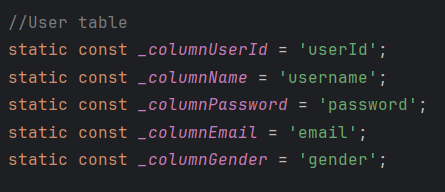 //User table
static const _columnUserId = 'userId';
static const _columnName = 'username';
static const _columnPassword = 'password';
static const _columnEmail = 'email';
static const _columnGender = 'gender';